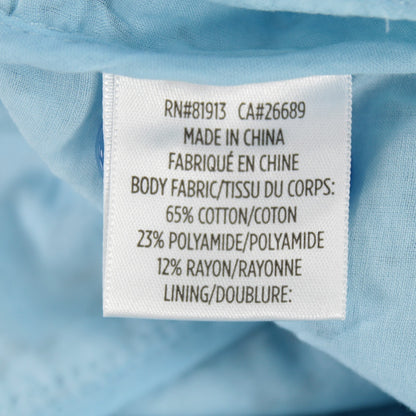 RN#81913 CA#26689
MADE IN CHINA
FABRIQUÉ EN CHINE
BODY FABRIC/TISSU DU CORPS:
65% COTTON/COTON
23% POLYAMIDE/POLYAMIDE
12% RAYON/RAYONNE
LINING/DOUBLURE: